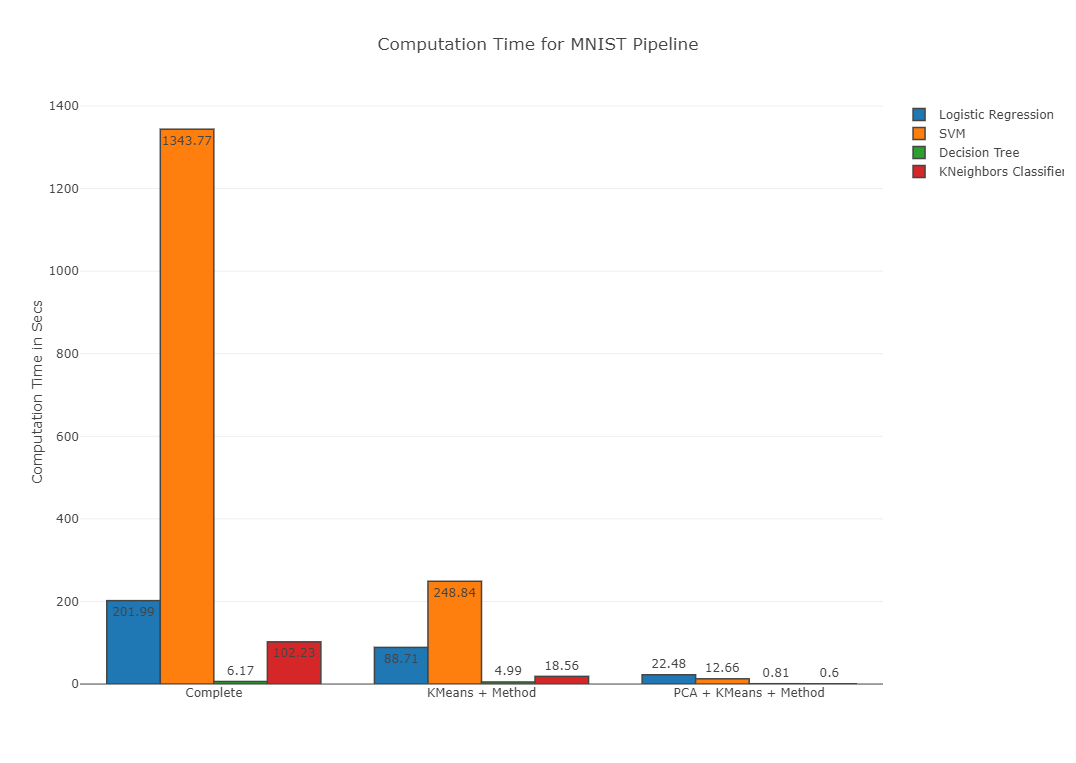 Computation Time for MNIST Pipeline
Logistic Regression
SVM
Decision Tree
KNeighbors Classifier
Computation Time in Secs
1400
1200
1000
800
600
400
200
0
201.99
1343.77
6.17
102.23
88.71
248.84
4.99
18.56
22.48
12.66
0.81
0.6
Complete
KMeans + Method
PCA + KMeans + Method